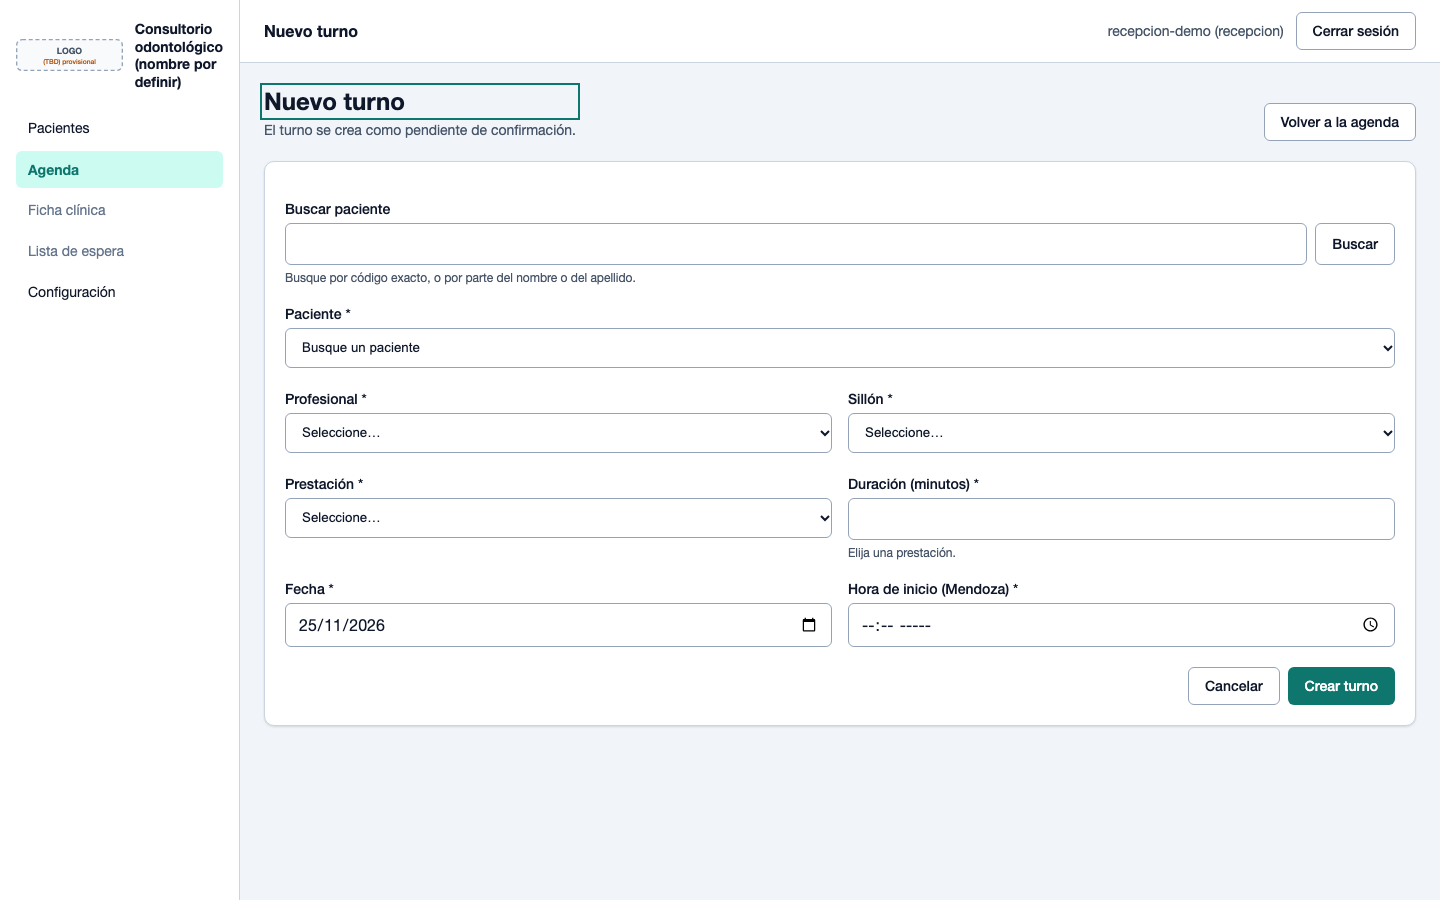 LOGO
(TBD) provisional
Consultorio
odontológico
(nombre por
definir)
Pacientes
Agenda
Ficha clínica
Lista de espera
Configuración
Nuevo turno
recepcion-demo (recepcion)
Cerrar sesión
Nuevo turno
El turno se crea como pendiente de confirmación.
Volver a la agenda
Buscar paciente
Buscar
Busque por código exacto, o por parte del nombre o del apellido.
Paciente *
Busque un paciente
Profesional *
Seleccione...
Sillón *
Seleccione...
Prestación *
Seleccione...
Duración (minutos) *
Elija una prestación.
Fecha *
25/11/2026
Hora de inicio (Mendoza) *
--:-- -----
Cancelar
Crear turno